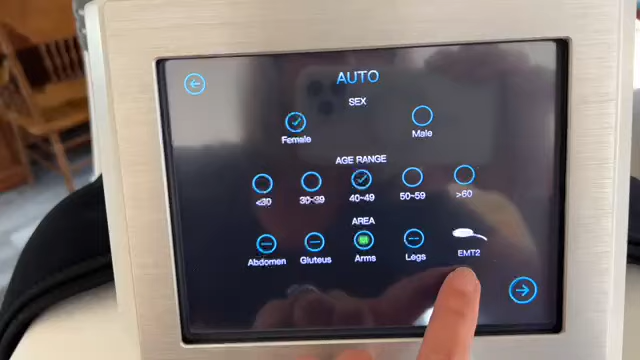 AUTO
SEX
Female
Male
AGE RANGE
<30
30~39
40~49
50~59
>60
AREA
Abdomen
Gluteus
Arms
Legs
EMT2